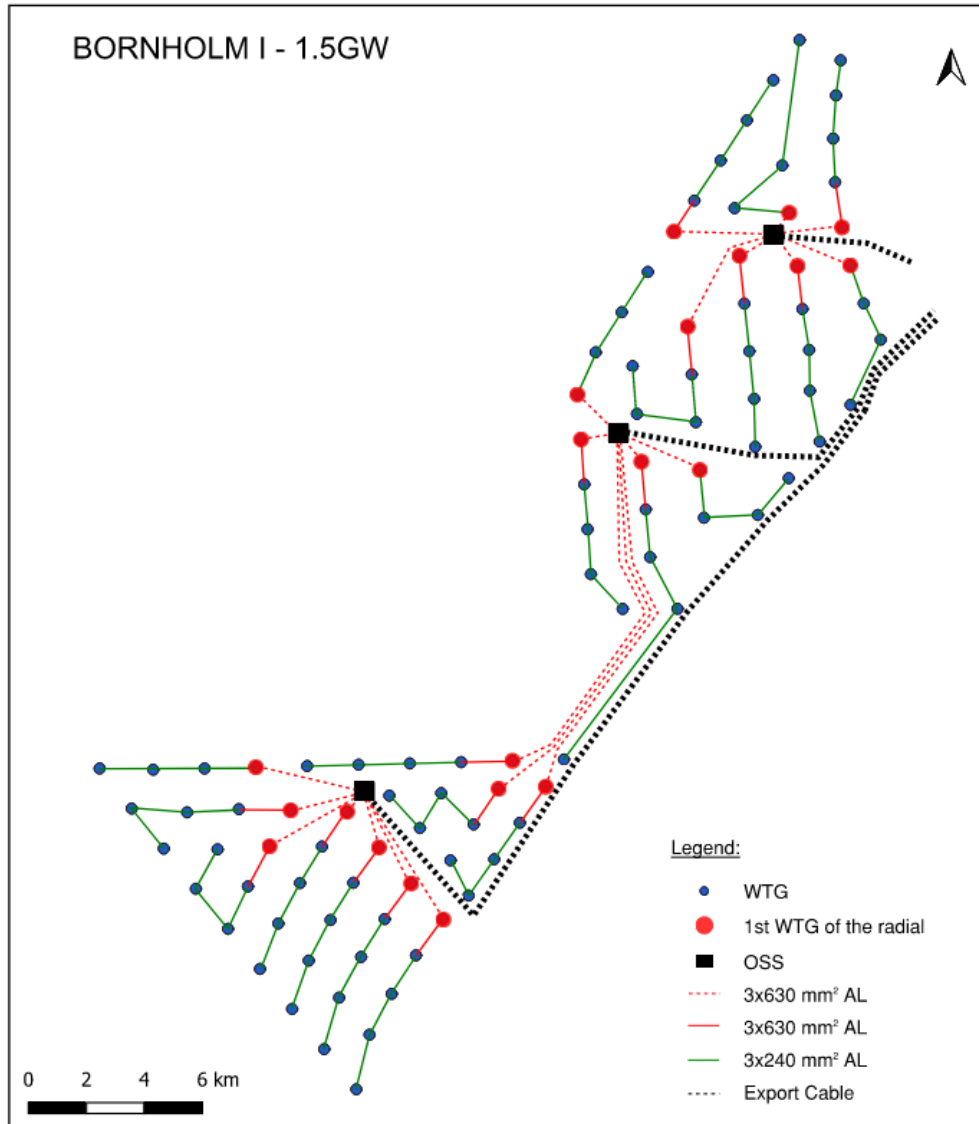 BORNHOLM I - 1.5GW
Legend:
WTG
1st WTG of the radial
OSS
3x630 mm² AL
3x630 mm² AL
3x240 mm² AL
Export Cable
0 2 4 6 km